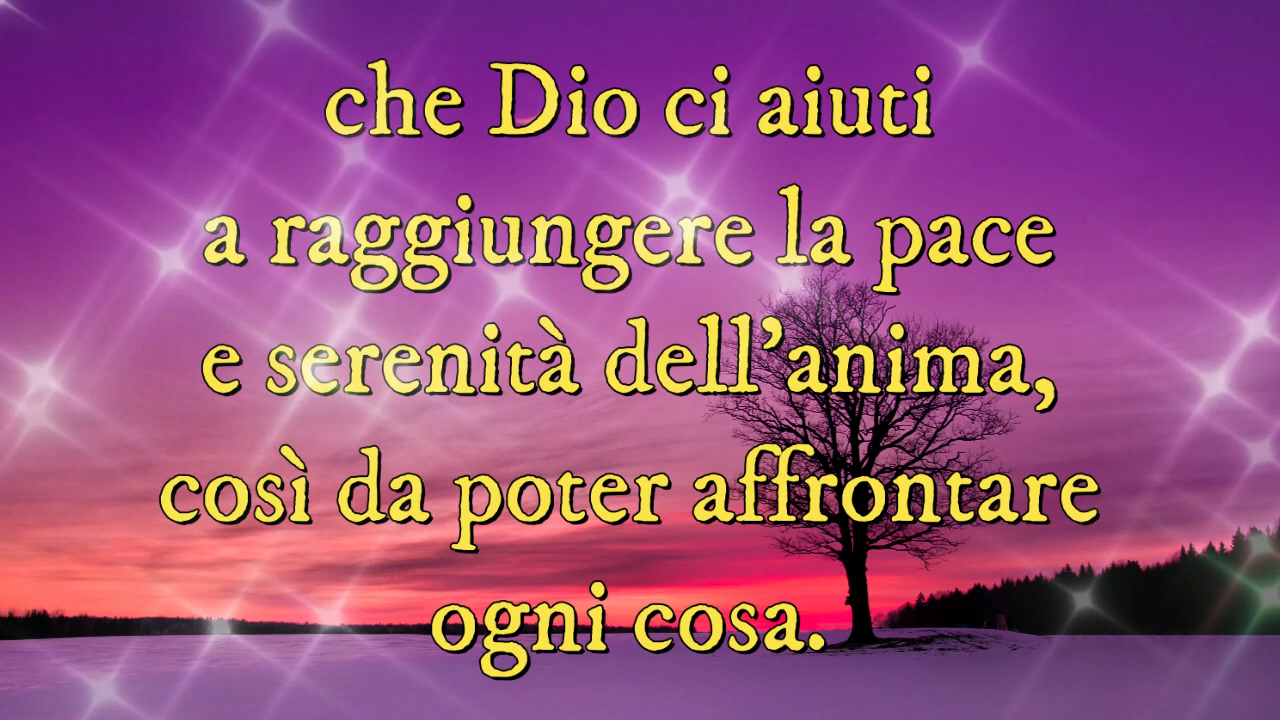 che Dio ci aiuti
a raggiungere la pace
e serenità dell'anima,
così da poter affrontare
ogni cosa.